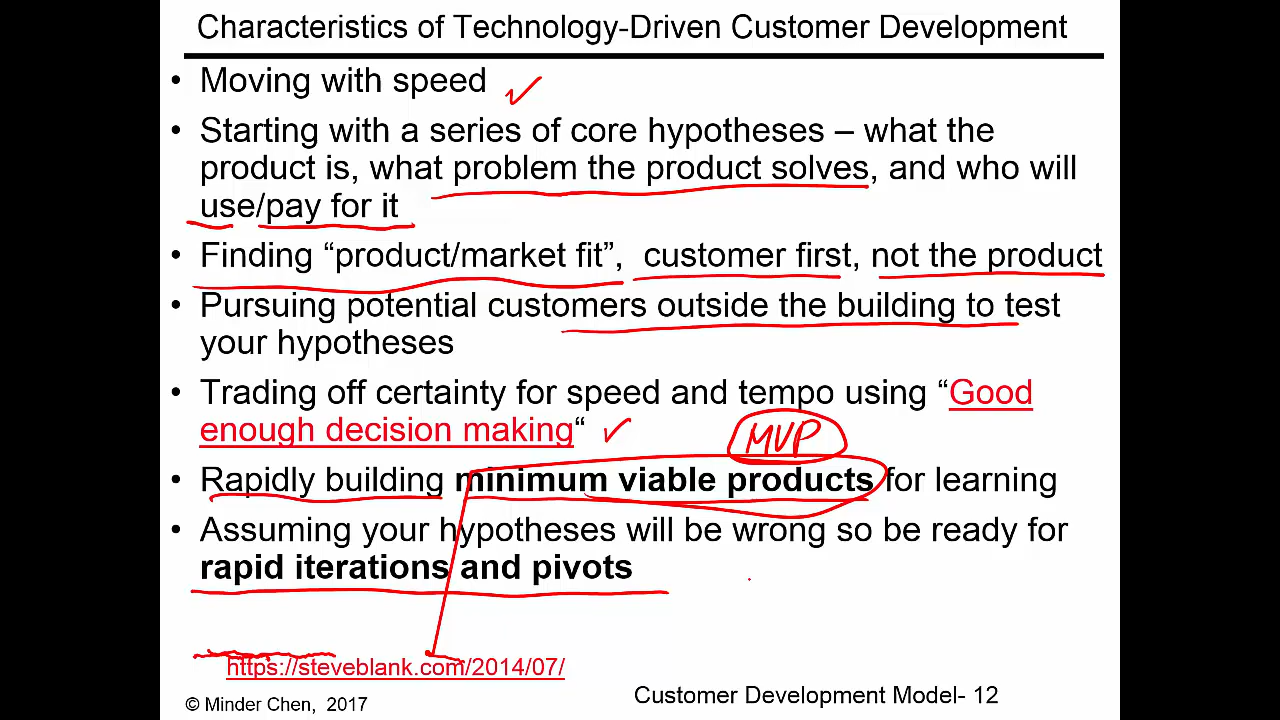 Characteristics of Technology-Driven Customer Development
• Moving with speed
• Starting with a series of core hypotheses – what the
product is, what problem the product solves, and who will
use/pay for it
• Finding “product/market fit”, customer first, not the product
• Pursuing potential customers outside the building to test
your hypotheses
• Trading off certainty for speed and tempo using “Good
enough decision making“
MVP
• Rapidly building minimum viable products for learning
• Assuming your hypotheses will be wrong so be ready for
rapid iterations and pivots
https://steveblank.com/2014/07/
© Minder Chen, 2017
Customer Development Model- 12